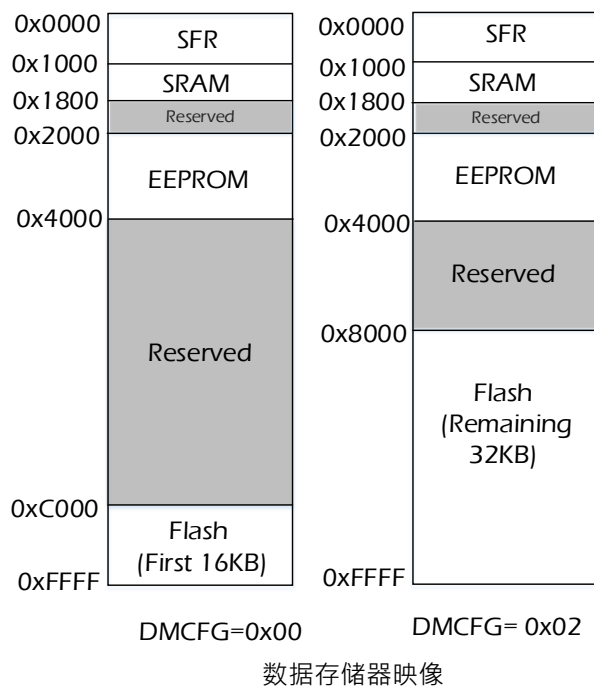 0x0000
SFR
0x1000
SRAM
0x1800
Reserved
0x2000
EEPROM
0x4000
Reserved
0xC000
Flash
(First 16KB)
0xFFFF
DMCFG=0x00
0x0000
SFR
0x1000
SRAM
0x1800
Reserved
0x2000
EEPROM
0x4000
Reserved
0x8000
Flash
(Remaining
32KB)
0xFFFF
DMCFG= 0x02
数据存储器映像